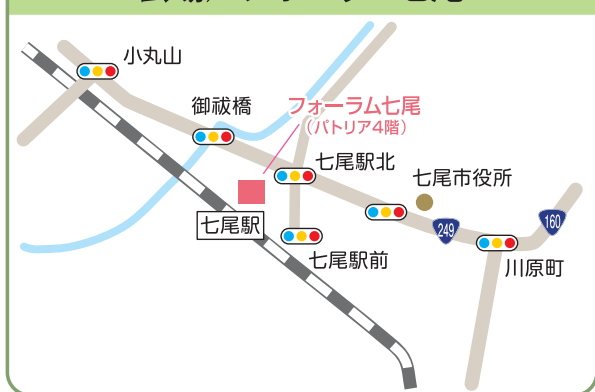 小丸山
御祓橋
フォーラム七尾
(パトリア4階)
七尾駅北
七尾市役所
七尾駅
七尾駅前
249
160
川原町